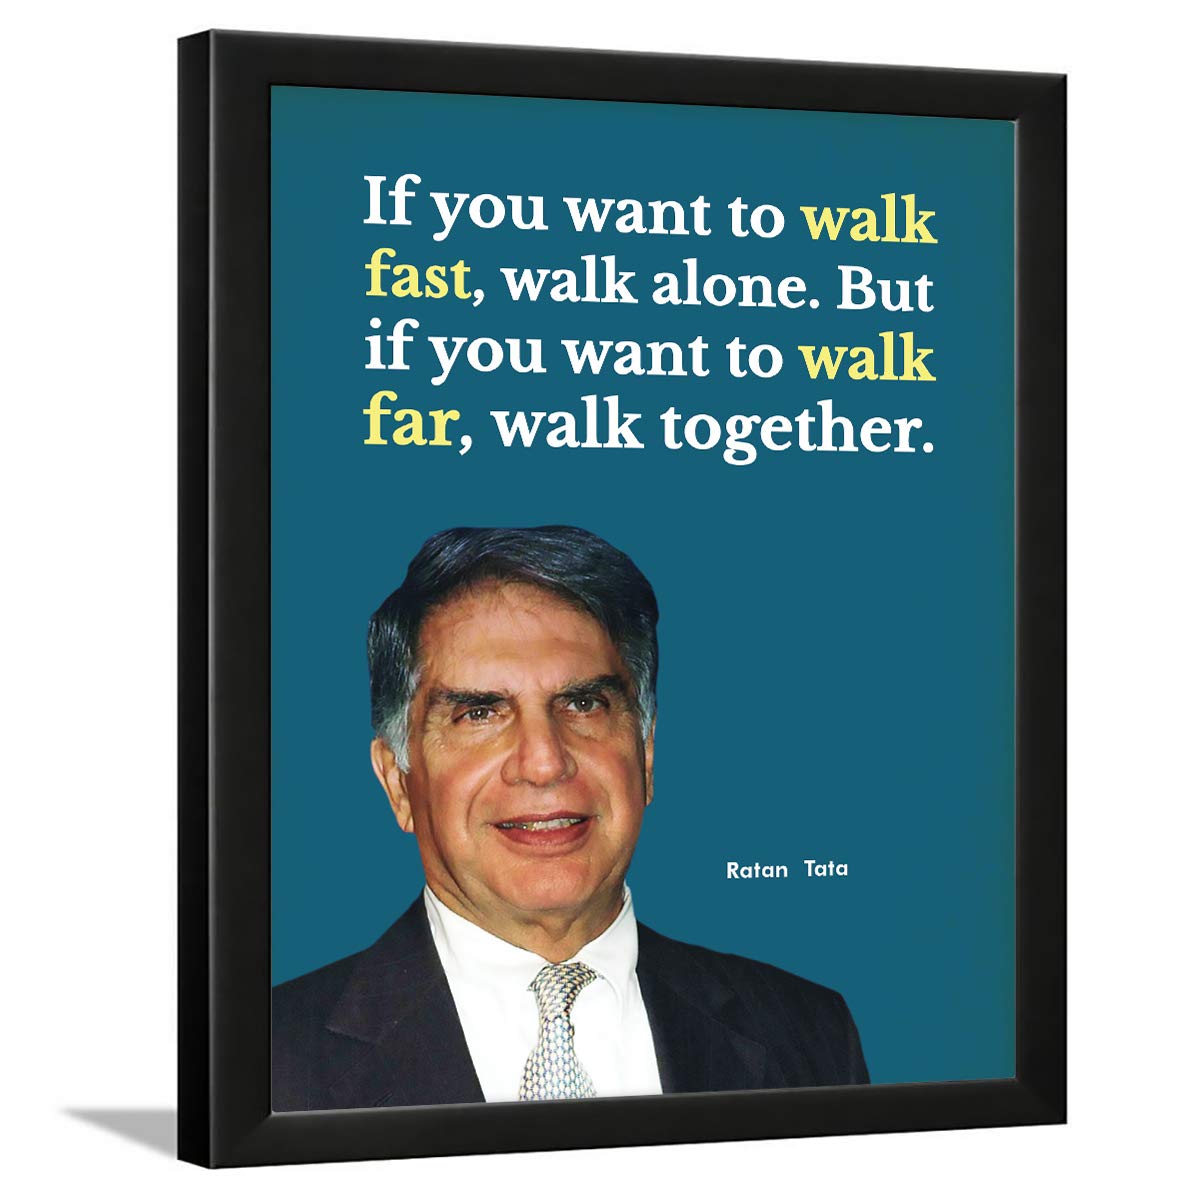 If you want to walk
fast, walk alone. But
if you want to walk
far, walk together.
Ratan Tata